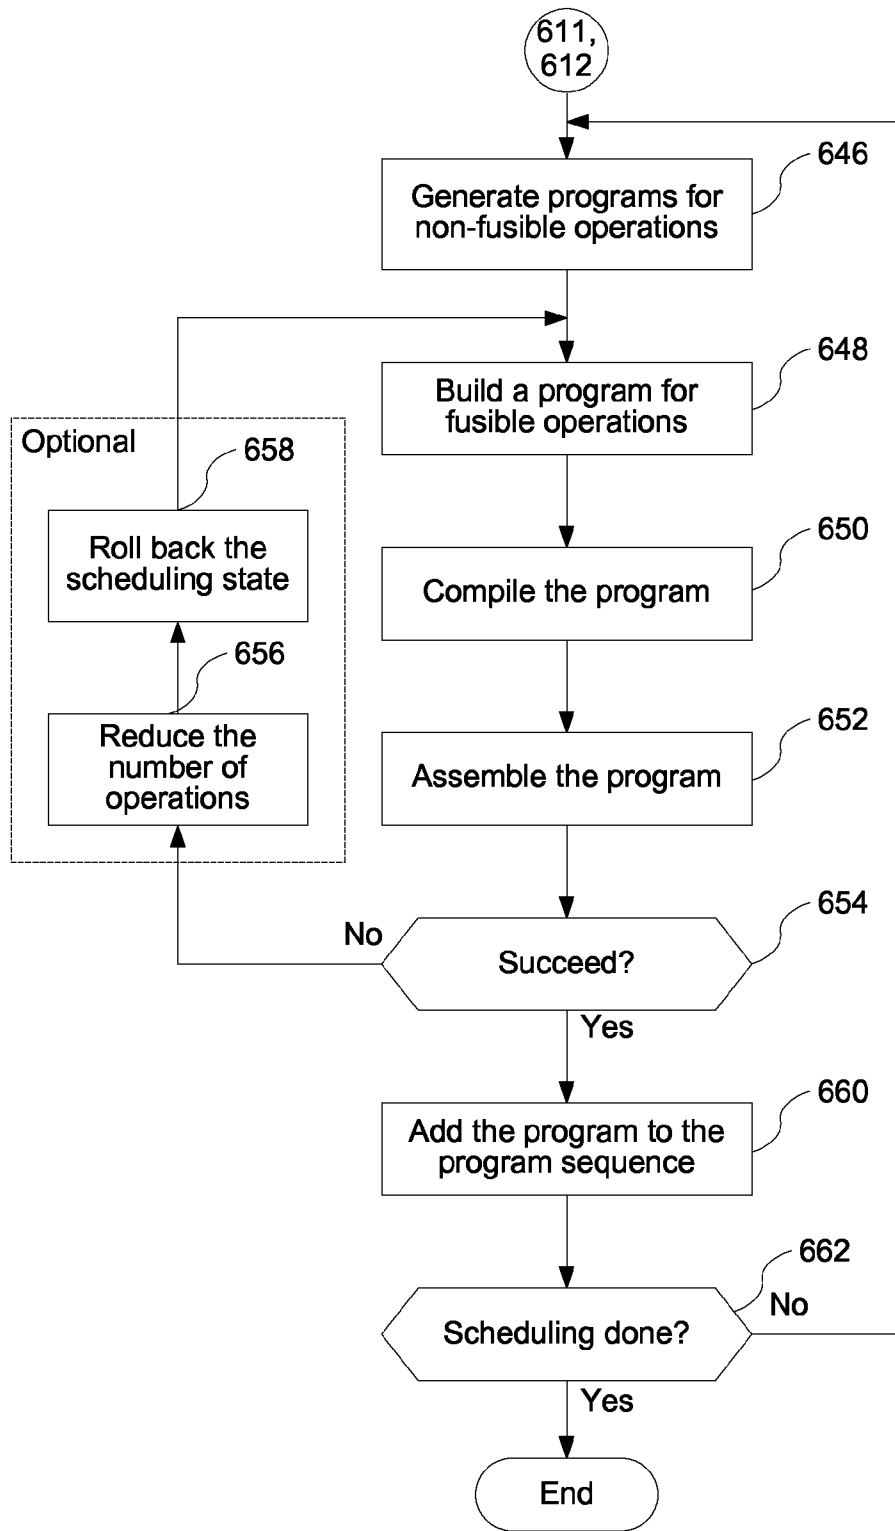 611,
612
646
Generate programs for
non-fusible operations
648
Build a program for
fusible operations
Optional
658
Roll back the
scheduling state
650
Compile the program
656
Reduce the
number of
operations
652
Assemble the program
654
No
Succeed?
Yes
660
Add the program to the
program sequence
662
No
Scheduling done?
Yes
End